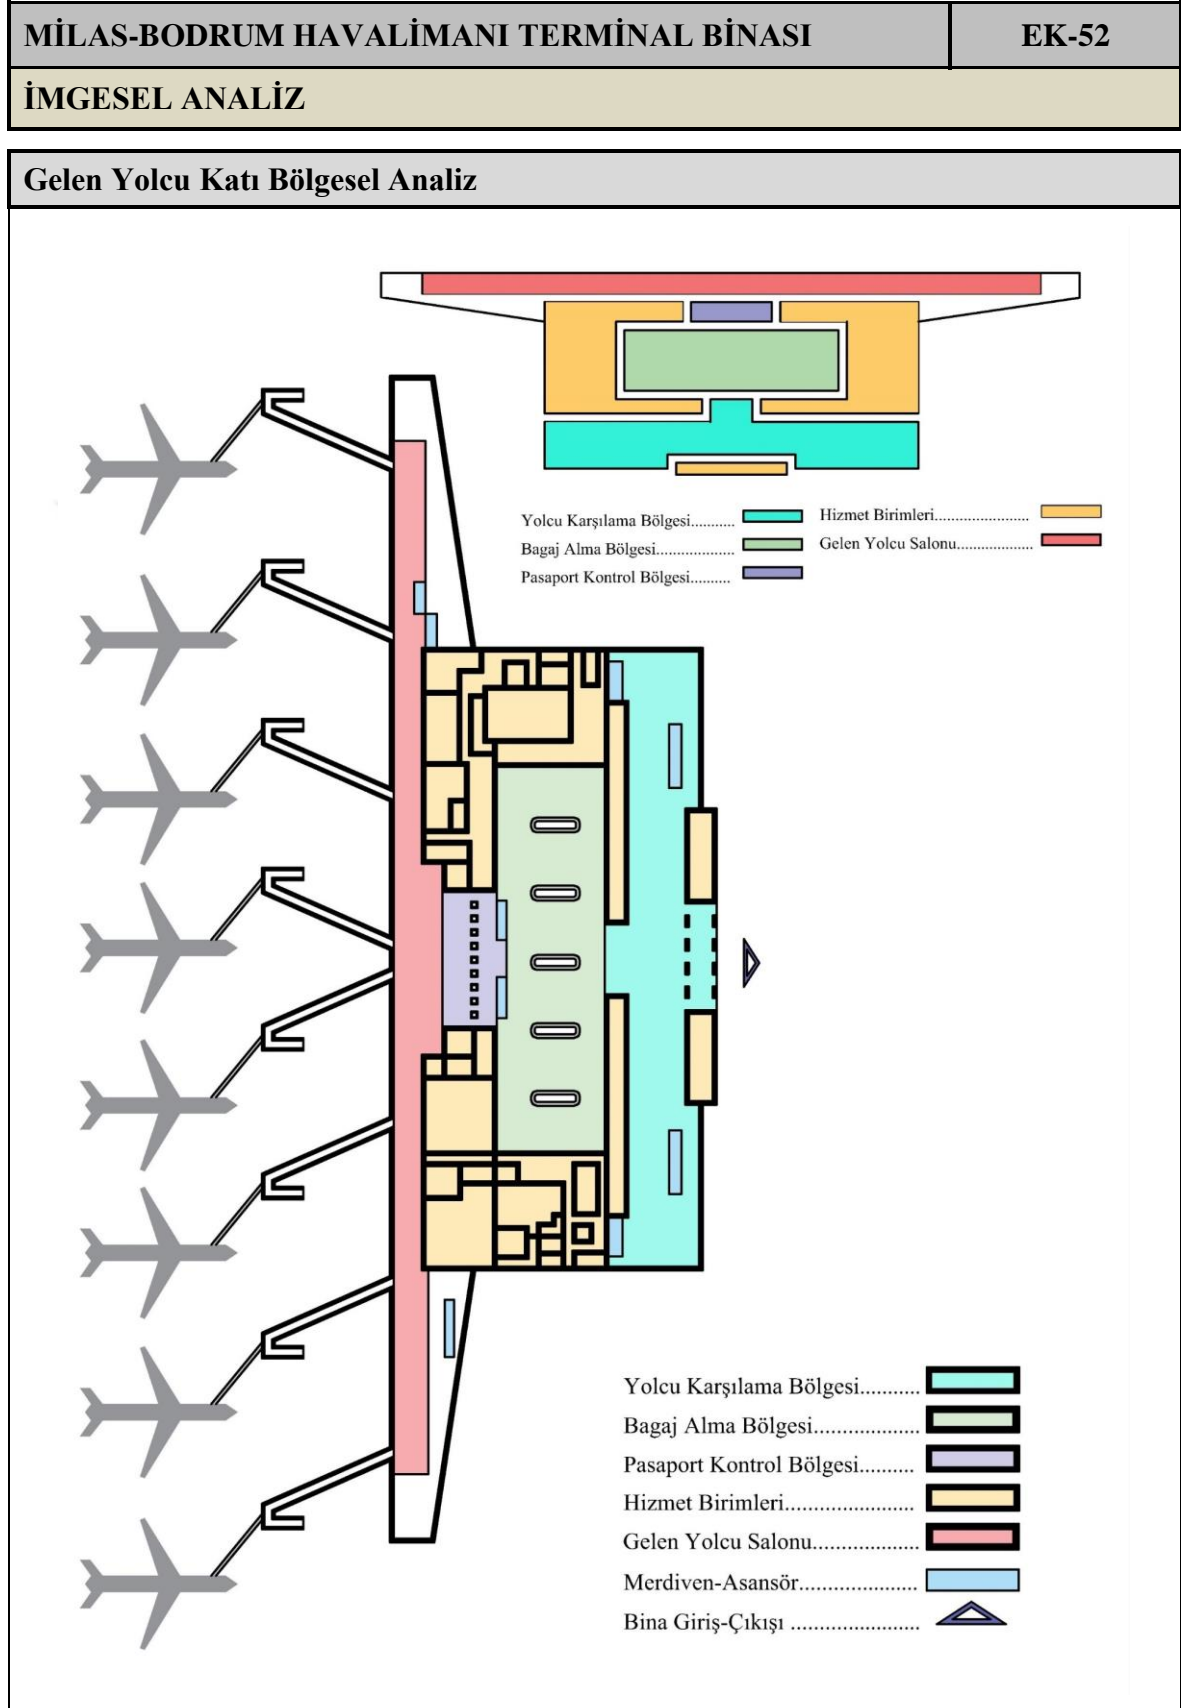 MİLAS-BODRUM HAVALİMANI TERMİNAL BİNASI
EK-52
İMGESEL ANALİZ
Gelen Yolcu Katı Bölgesel Analiz
Yolcu Karşılama Bölgesi...........
Bagaj Alma Bölgesi...................
Pasaport Kontrol Bölgesi..........
Hizmet Birimleri.......................
Gelen Yolcu Salonu...................
Yolcu Karşılama Bölgesi...........
Bagaj Alma Bölgesi...................
Pasaport Kontrol Bölgesi..........
Hizmet Birimleri.......................
Gelen Yolcu Salonu...................
Merdiven-Asansör.....................
Bina Giriş-Çıkışı .......................